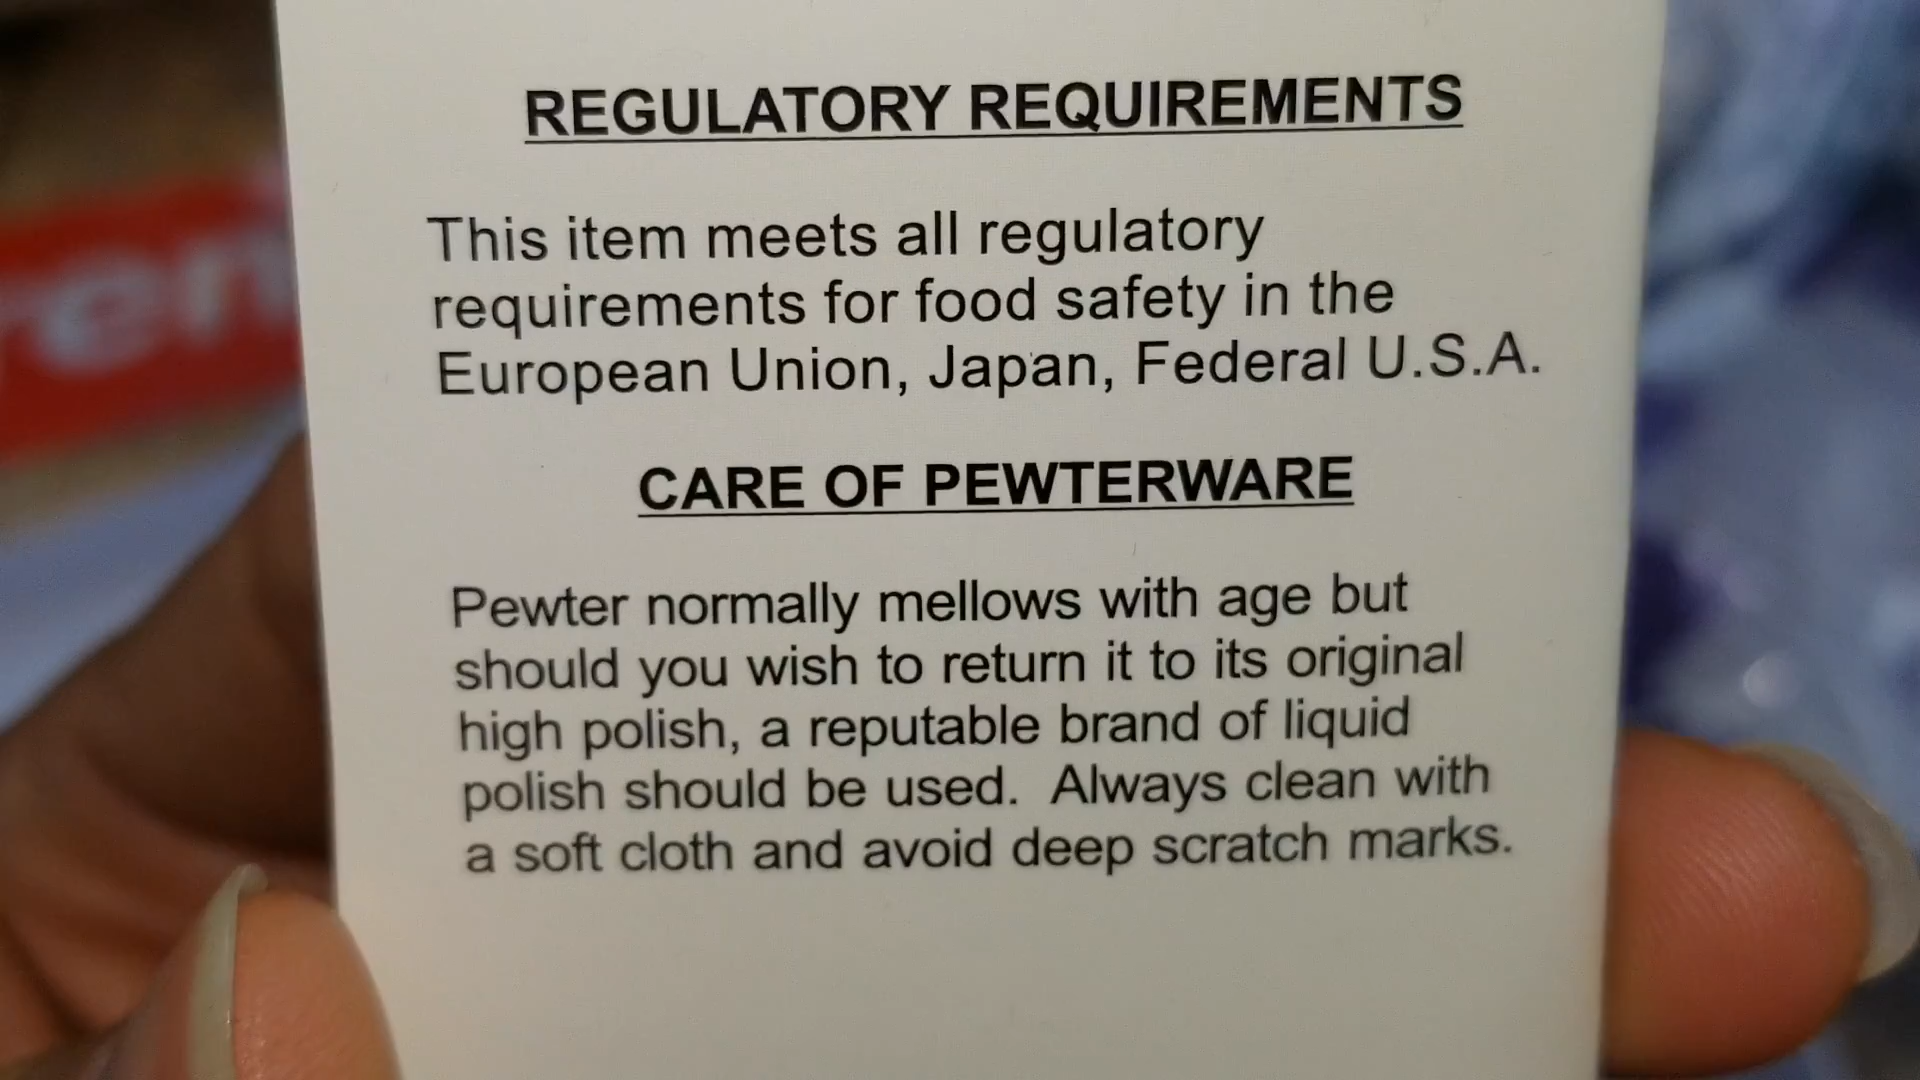 REGULATORY REQUIREMENTS
This item meets all regulatory
requirements for food safety in the
European Union, Japan, Federal U.S.A.
CARE OF PEWTERWARE
Pewter normally mellows with age but
should you wish to return it to its original
high polish, a reputable brand of liquid
polish should be used.  Always clean with
a soft cloth and avoid deep scratch marks.